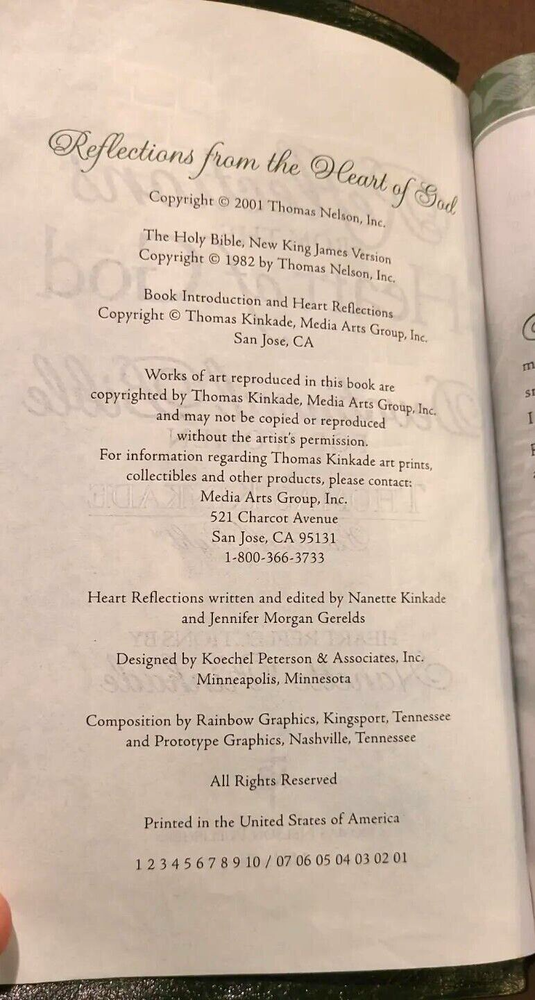 Reflections from the Heart of God
Copyright © 2001 Thomas Nelson, Inc.
The Holy Bible, New King James Version
Copyright © 1982 by Thomas Nelson, Inc.
Book Introduction and Heart Reflections
Copyright © Thomas Kinkade, Media Arts Group, Inc.
San Jose, CA
Works of art reproduced in this book are
copyrighted by Thomas Kinkade, Media Arts Group, Inc.
and may not be copied or reproduced
without the artist's permission.
For information regarding Thomas Kinkade art prints,
collectibles and other products, please contact:
Media Arts Group, Inc.
521 Charcot Avenue
San Jose, CA 95131
1-800-366-3733
Heart Reflections written and edited by Nanette Kinkade
and Jennifer Morgan Gerelds
Designed by Koechel Peterson & Associates, Inc.
Minneapolis, Minnesota
Composition by Rainbow Graphics, Kingsport, Tennessee
and Prototype Graphics, Nashville, Tennessee
All Rights Reserved
Printed in the United States of America
1 2 3 4 5 6 7 8 9 10 / 07 06 05 04 03 02 01